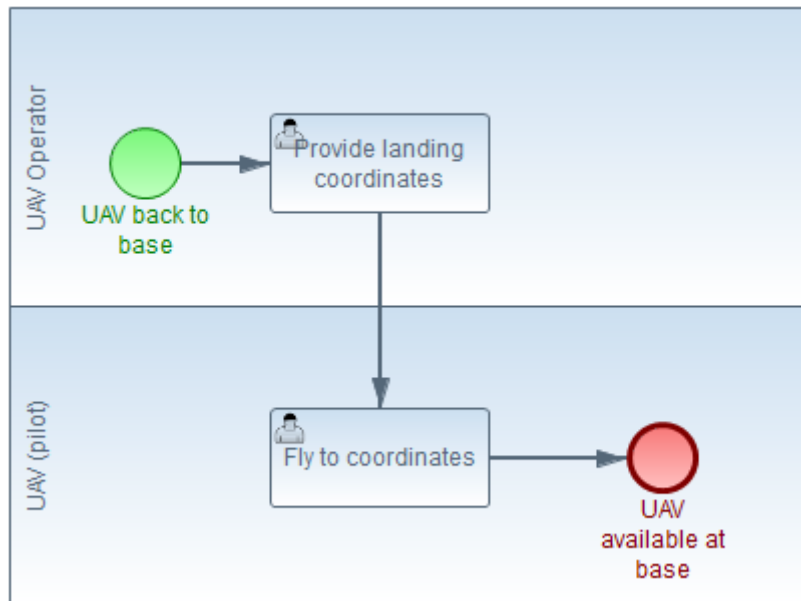 UAV Operator
Provide landing
coordinates
UAV back to
base
UAV (pilot)
Fly to coordinates
UAV
available at
base